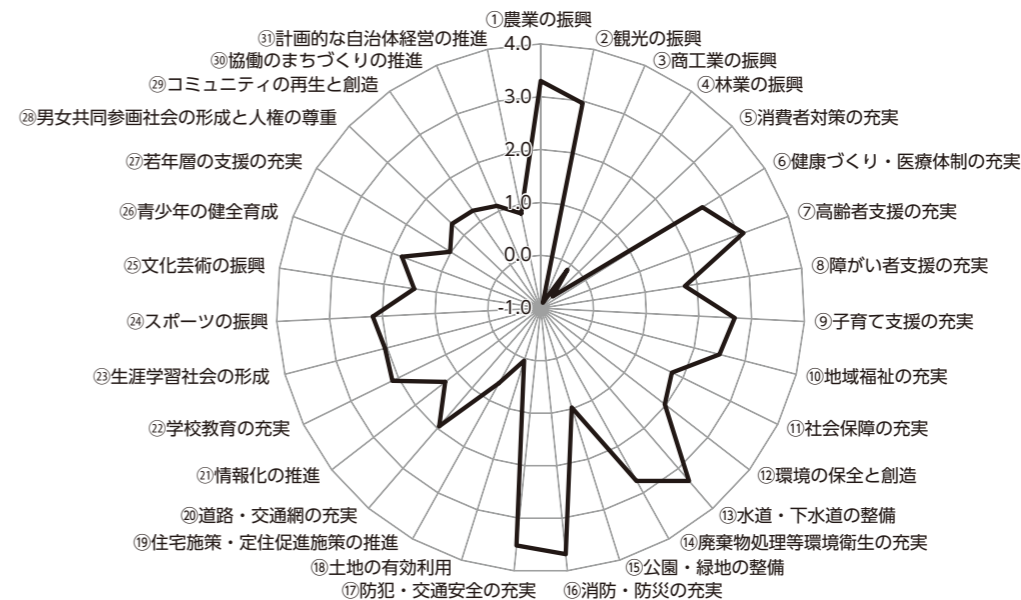 ①農業の振興
②観光の振興
③商工業の振興
④林業の振興
⑤消費者対策の充実
⑥健康づくり・医療体制の充実
⑦高齢者支援の充実
⑧障がい者支援の充実
⑨子育て支援の充実
⑩地域福祉の充実
⑪社会保障の充実
⑫環境の保全と創造
⑬水道・下水道の整備
⑭廃棄物処理等環境衛生の充実
⑮公園・緑地の整備
⑯消防・防災の充実
⑰防犯・交通安全の充実
⑱土地の有効利用
⑲住宅施策・定住促進施策の推進
⑳道路・交通網の充実
㉑情報化の推進
㉒学校教育の充実
㉓生涯学習社会の形成
㉔スポーツの振興
㉕文化芸術の振興
㉖青少年の健全育成
㉗若年層の支援の充実
㉘男女共同参画社会の形成と人権の尊重
㉙コミュニティの再生と創造
㉚協働のまちづくりの推進
㉛計画的な自治体経営の推進
4.0
3.0
2.0
1.0
0.0
-1.0